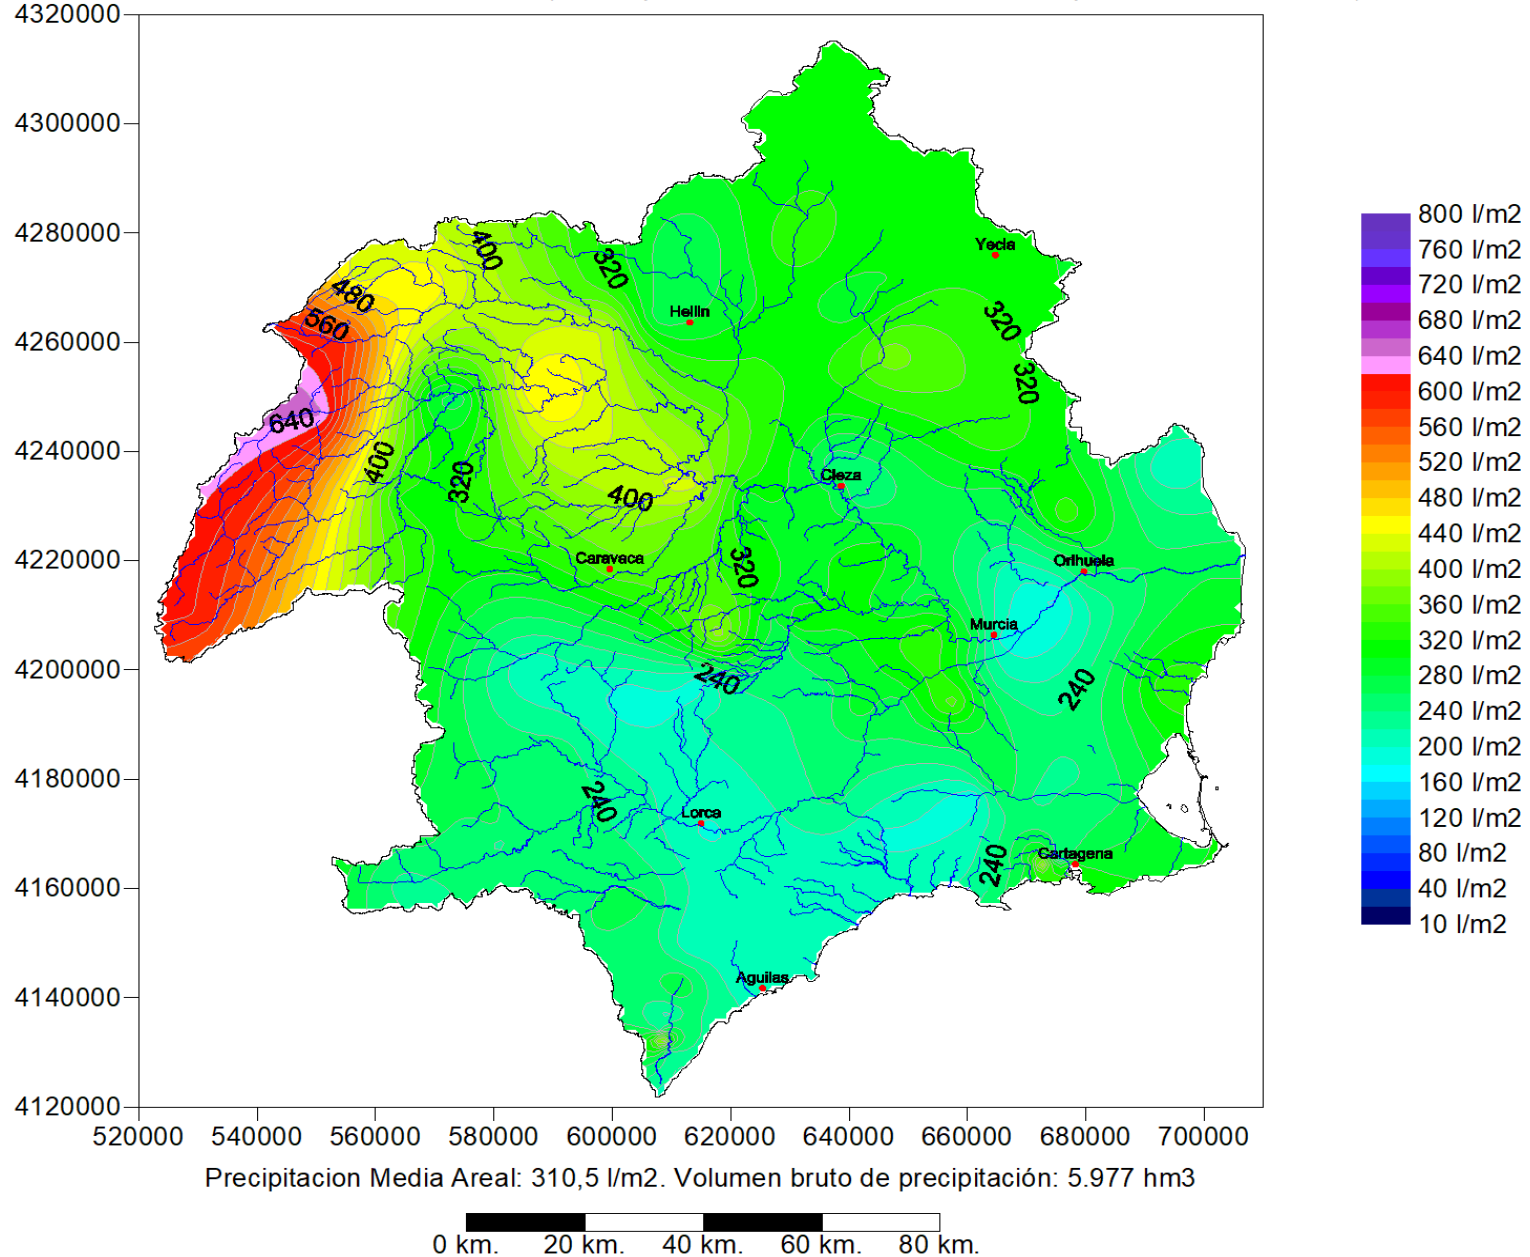 4320000
4300000
4280000
4260000
4240000
4220000
4200000
4180000
4160000
4140000
4120000
520000 540000 560000 580000 600000 620000 640000 660000 680000 700000
400
320
480
560
640
400
320
400
320
320
320
240
240
240
240
Yecla
Hellin
Cieza
Caravaca
Orihuela
Murcia
Lorca
Cartagena
Aguilas
800 l/m2
760 l/m2
720 l/m2
680 l/m2
640 l/m2
600 l/m2
560 l/m2
520 l/m2
480 l/m2
440 l/m2
400 l/m2
360 l/m2
320 l/m2
280 l/m2
240 l/m2
200 l/m2
160 l/m2
120 l/m2
80 l/m2
40 l/m2
10 l/m2
Precipitacion Media Areal: 310,5 l/m2. Volumen bruto de precipitación: 5.977 hm3
0 km. 20 km. 40 km. 60 km. 80 km.